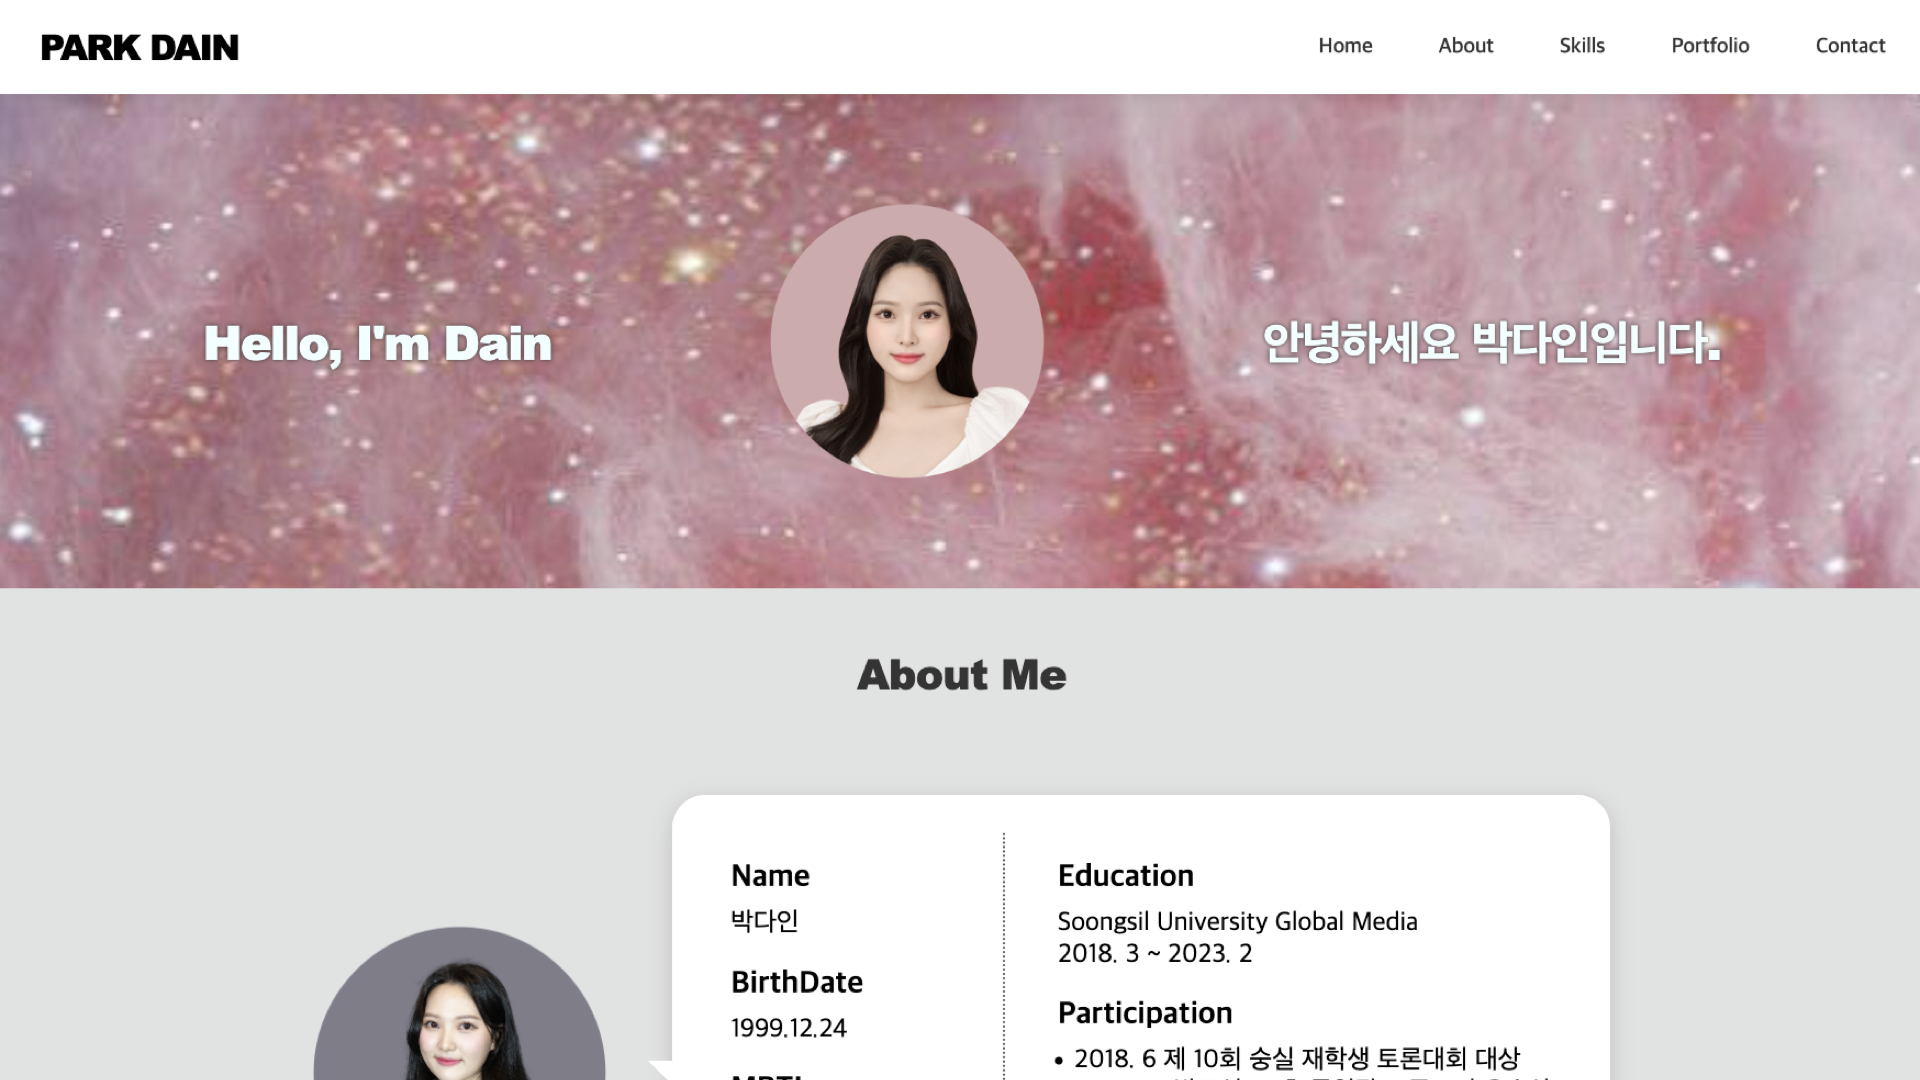 PARK DAIN
Home
About
Skills
Portfolio
Contact
Hello, I'm Dain
안녕하세요 박다인입니다.
About Me
Name
박다인
BirthDate
1999.12.24
Education
Soongsil University Global Media
2018. 3 ~ 2023. 2
Participation
• 2018. 6 제 10회 숭실 재학생 토론대회 대상